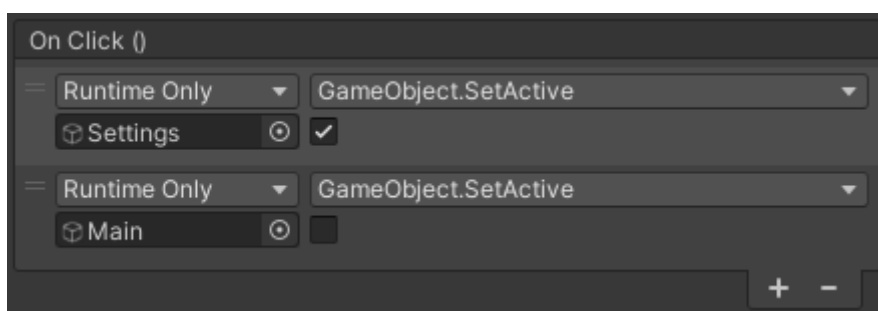 On Click ()
Runtime Only GameObject.SetActive
Settings
Runtime Only GameObject.SetActive
Main
+ -